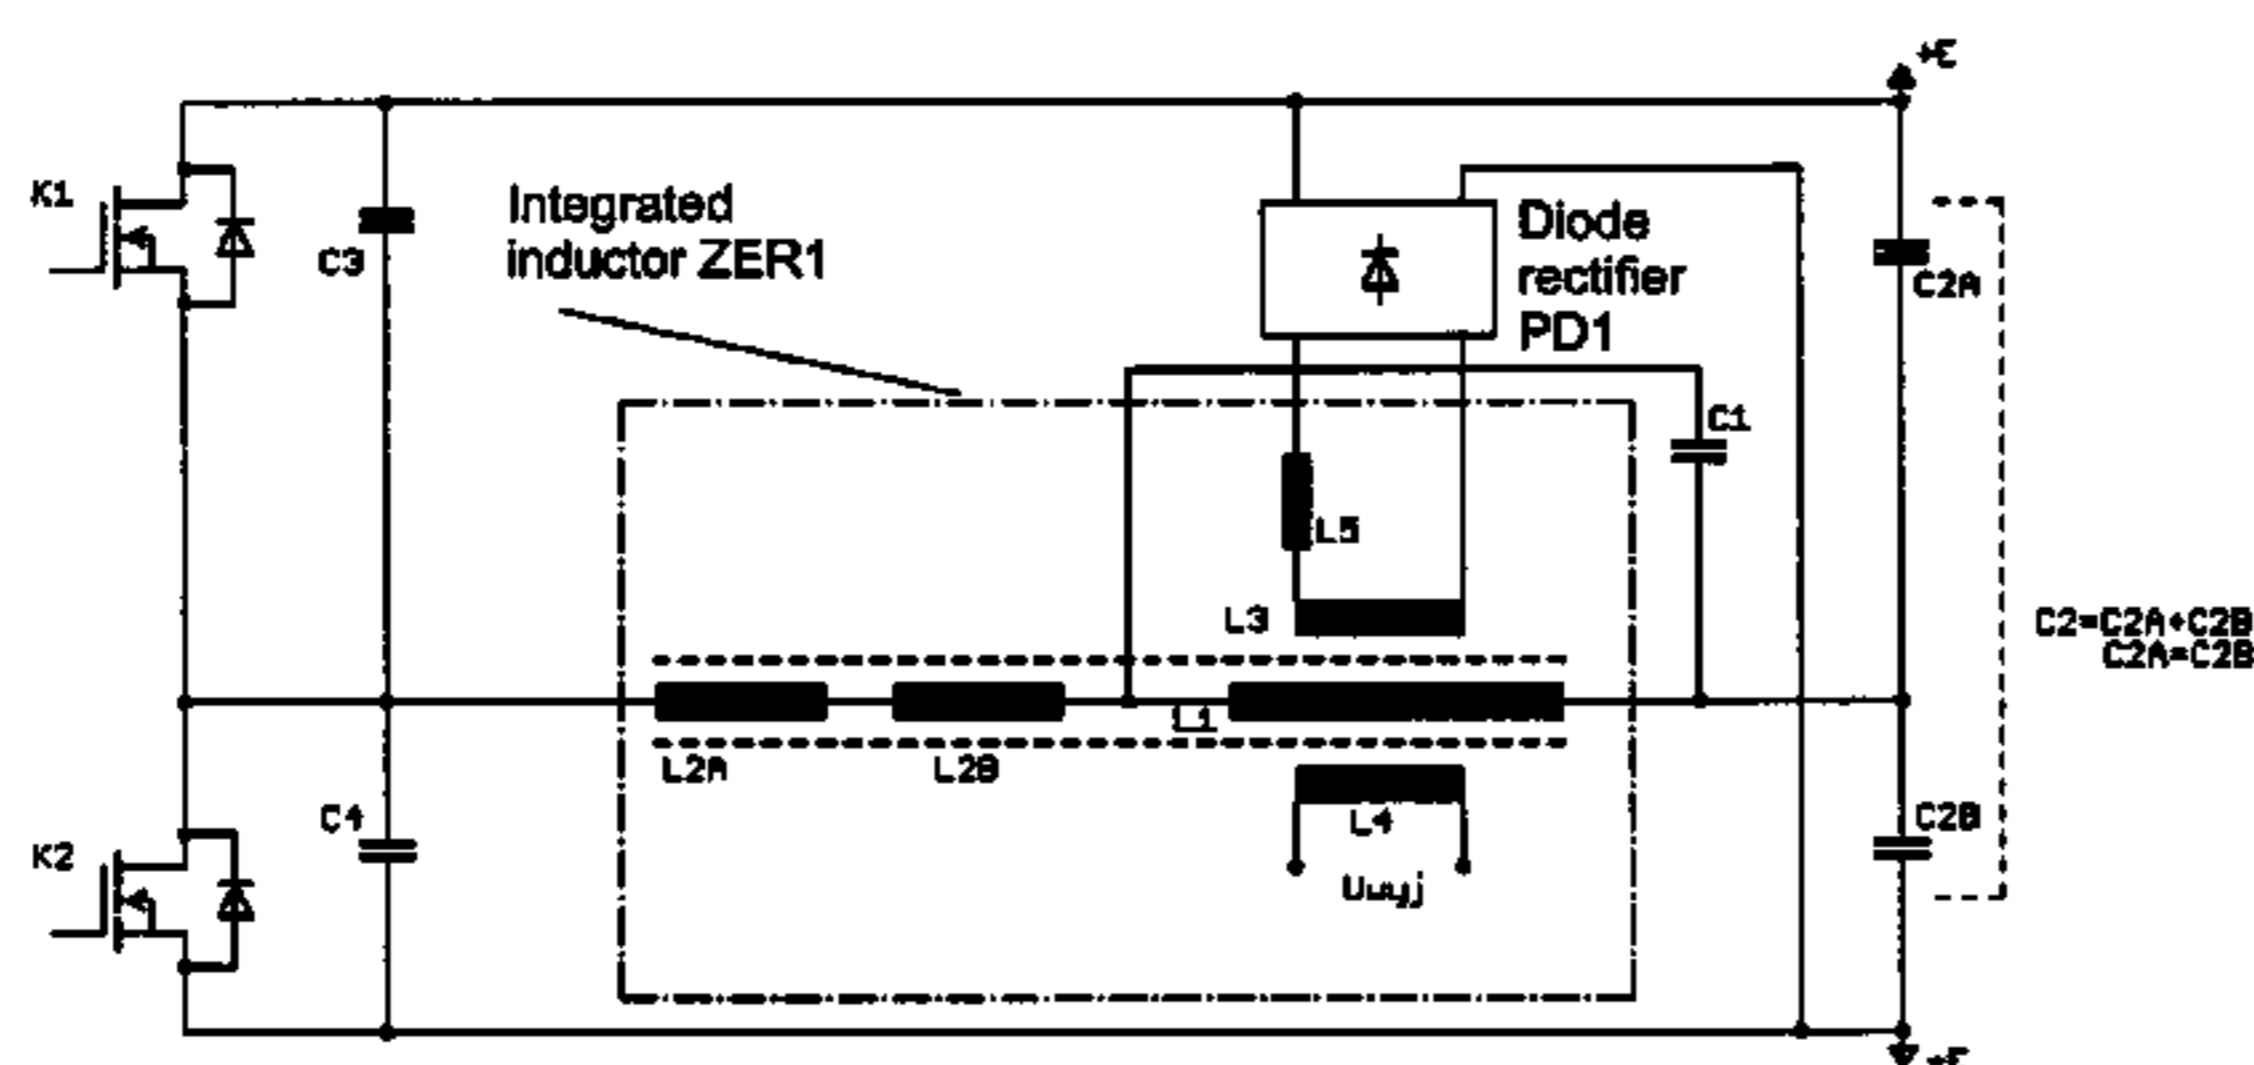 +E
K1
C3
Integrated
inductor ZER1
Diode
rectifier
PD1
C2A
C1
L5
L3
C2=C2A+C2B
C2A=C2B
L1
L2A
L2B
C4
K2
L4
Uwyj
C2B